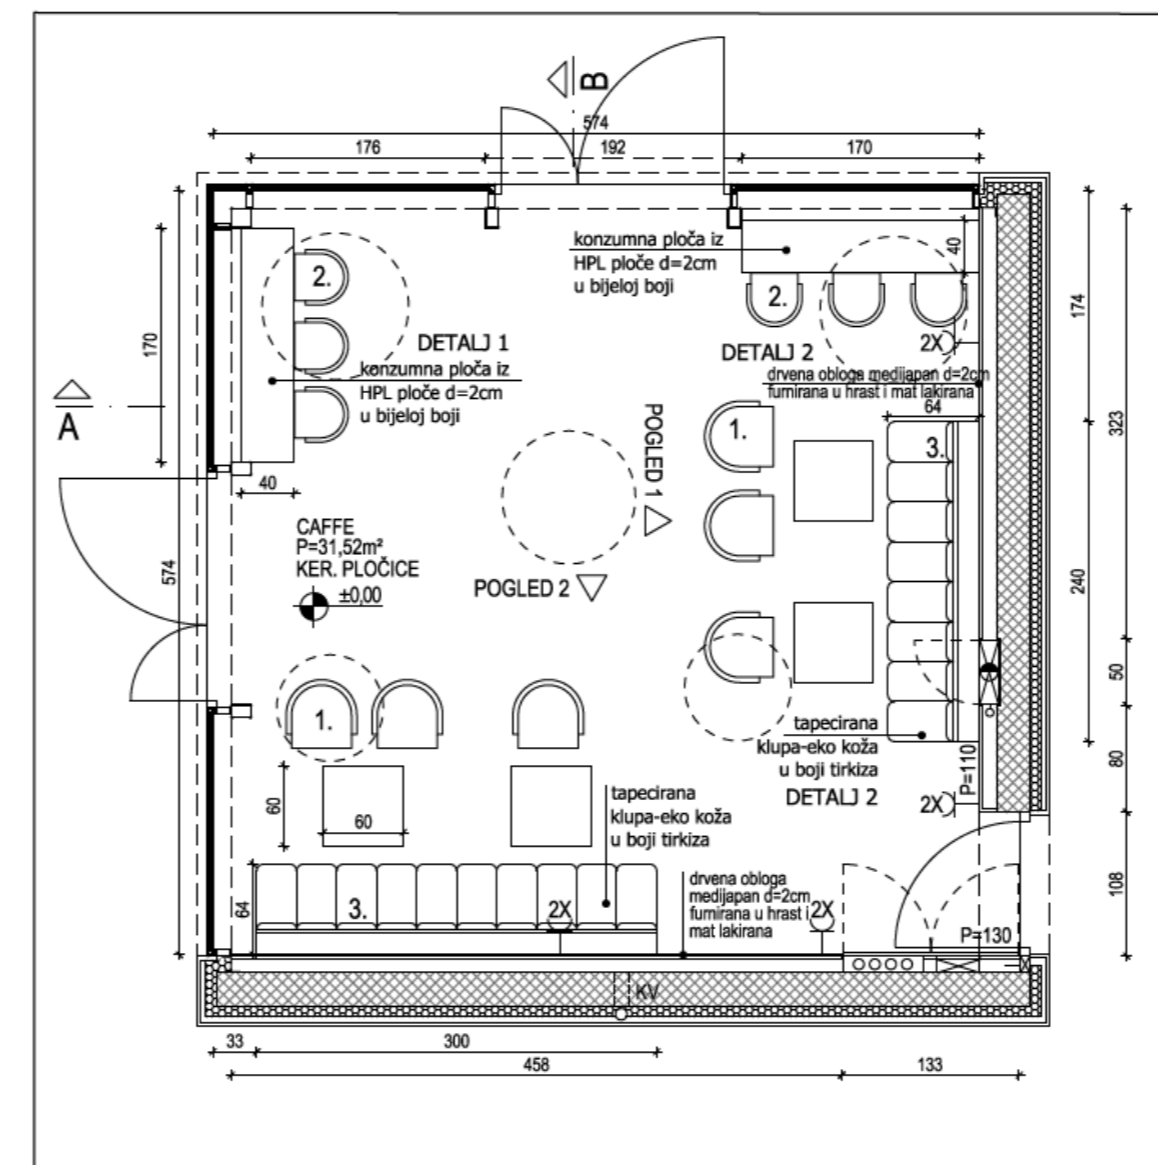 B
574
176
192
170
konzumna ploča iz
HPL ploče d=2cm
u bijeloj boji
40
2.
2.
174
170
DETALJ 1
konzumna ploča iz
HPL ploče d=2cm
u bijeloj boji
DETALJ 2
2X
drvena obloga medijapan d=2cm
furnirana u hrast i mat lakirana
64
A
323
POGLED 1
1.
3.
40
CAFFE
P=31,52m²
KER. PLOČICE
±0,00
574
POGLED 2
240
50
1.
tapecirana
klupa-eko koža
u boji tirkiza
P=110
80
DETALJ 2
2X
60
60
tapecirana
klupa-eko koža
u boji tirkiza
64
3.
2X
drvena obloga
medijapan d=2cm
furnirana u hrast i
mat lakirana
2X
108
P=130
KV
33
300
458
133